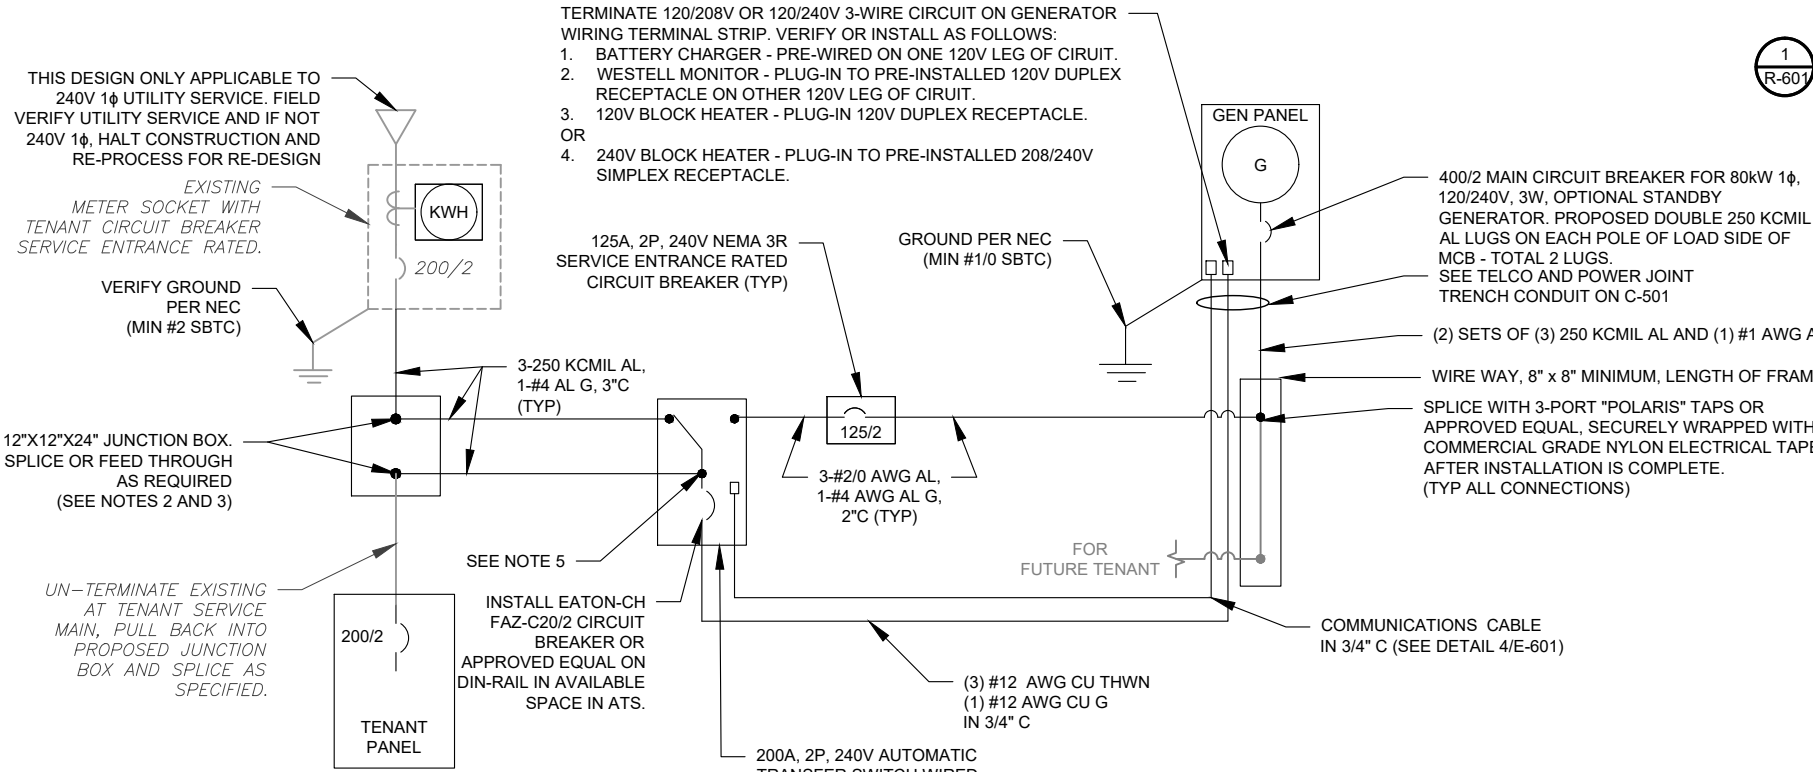 TERMINATE 120/208V OR 120/240V 3-WIRE CIRCUIT ON GENERATOR
WIRING TERMINAL STRIP. VERIFY OR INSTALL AS FOLLOWS:
1. BATTERY CHARGER - PRE-WIRED ON ONE 120V LEG OF CIRUIT.
2. WESTELL MONITOR - PLUG-IN TO PRE-INSTALLED 120V DUPLEX
RECEPTACLE ON OTHER 120V LEG OF CIRUIT.
3. 120V BLOCK HEATER - PLUG-IN 120V DUPLEX RECEPTACLE.
OR
4. 240V BLOCK HEATER - PLUG-IN TO PRE-INSTALLED 208/240V
SIMPLEX RECEPTACLE.
1
R-601
THIS DESIGN ONLY APPLICABLE TO
240V 1ϕ UTILITY SERVICE. FIELD
VERIFY UTILITY SERVICE AND IF NOT
240V 1ϕ, HALT CONSTRUCTION AND
RE-PROCESS FOR RE-DESIGN
EXISTING
METER SOCKET WITH
TENANT CIRCUIT BREAKER
SERVICE ENTRANCE RATED.
KWH
200/2
VERIFY GROUND
PER NEC
(MIN #2 SBTC)
125A, 2P, 240V NEMA 3R
SERVICE ENTRANCE RATED
CIRCUIT BREAKER (TYP)
GROUND PER NEC
(MIN #1/0 SBTC)
GEN PANEL
G
400/2 MAIN CIRCUIT BREAKER FOR 80kW 1ϕ,
120/240V, 3W, OPTIONAL STANDBY
GENERATOR. PROPOSED DOUBLE 250 KCMIL
AL LUGS ON EACH POLE OF LOAD SIDE OF
MCB - TOTAL 2 LUGS.
SEE TELCO AND POWER JOINT
TRENCH CONDUIT ON C-501
(2) SETS OF (3) 250 KCMIL AL AND (1) #1 AWG A
WIRE WAY, 8" x 8" MINIMUM, LENGTH OF FRAM
SPLICE WITH 3-PORT "POLARIS" TAPS OR
APPROVED EQUAL, SECURELY WRAPPED WITH
COMMERCIAL GRADE NYLON ELECTRICAL TAPE
AFTER INSTALLATION IS COMPLETE.
(TYP ALL CONNECTIONS)
3-250 KCMIL AL,
1-#4 AL G, 3"C
(TYP)
12"X12"X24" JUNCTION BOX.
SPLICE OR FEED THROUGH
AS REQUIRED
(SEE NOTES 2 AND 3)
125/2
3-#2/0 AWG AL,
1-#4 AWG AL G,
2"C (TYP)
SEE NOTE 5
FOR
FUTURE TENANT
UN-TERMINATE EXISTING
AT TENANT SERVICE
MAIN, PULL BACK INTO
PROPOSED JUNCTION
BOX AND SPLICE AS
SPECIFIED.
200/2
TENANT
PANEL
INSTALL EATON-CH
FAZ-C20/2 CIRCUIT
BREAKER OR
APPROVED EQUAL ON
DIN-RAIL IN AVAILABLE
SPACE IN ATS.
COMMUNICATIONS CABLE
IN 3/4" C (SEE DETAIL 4/E-601)
(3) #12 AWG CU THWN
(1) #12 AWG CU G
IN 3/4" C
200A, 2P, 240V AUTOMATIC
TRANSFER SWITCH WIRED